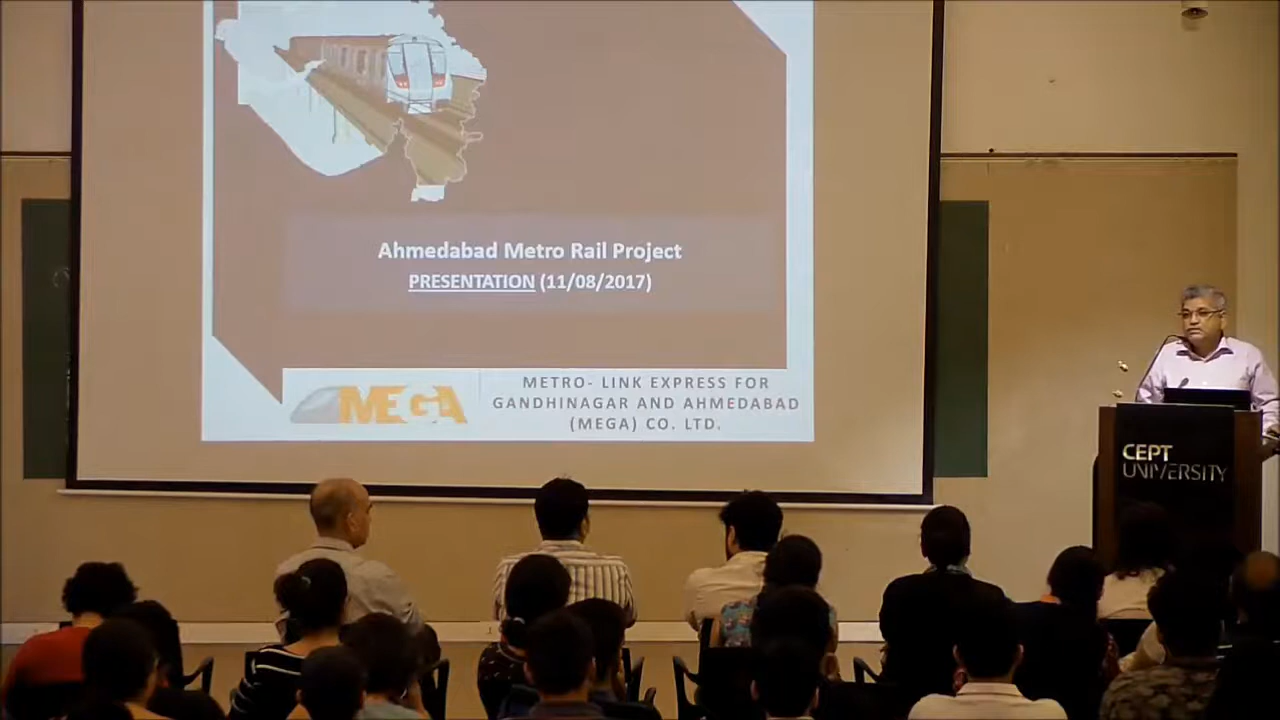 Ahmedabad Metro Rail Project
PRESENTATION (11/08/2017)
MEGA
METRO- LINK EXPRESS FOR
GANDHINAGAR AND AHMEDABAD
(MEGA) CO. LTD.
CEPT
UNIVERSITY